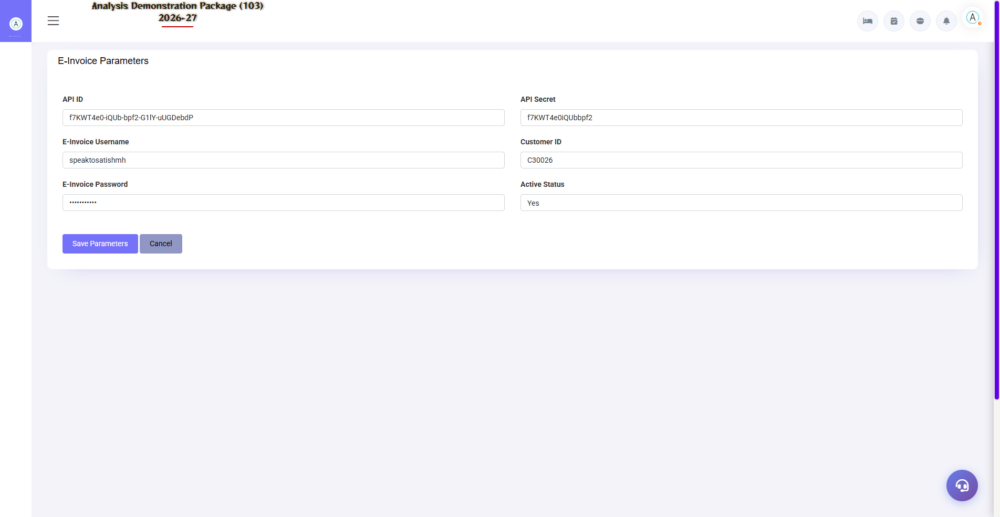 Analysis Demonstration Package (103)
2026-27
A
A
E-Invoice Parameters
API ID
API Secret
f7KWT4e0-iQUb-bpf2-G1lY-uUGDebdP
f7KWT4e0iQUbbpf2
E-Invoice Username
Customer ID
speaktosatishmh
C30026
E-Invoice Password
Active Status
•••••••••••
Yes
Save Parameters
Cancel